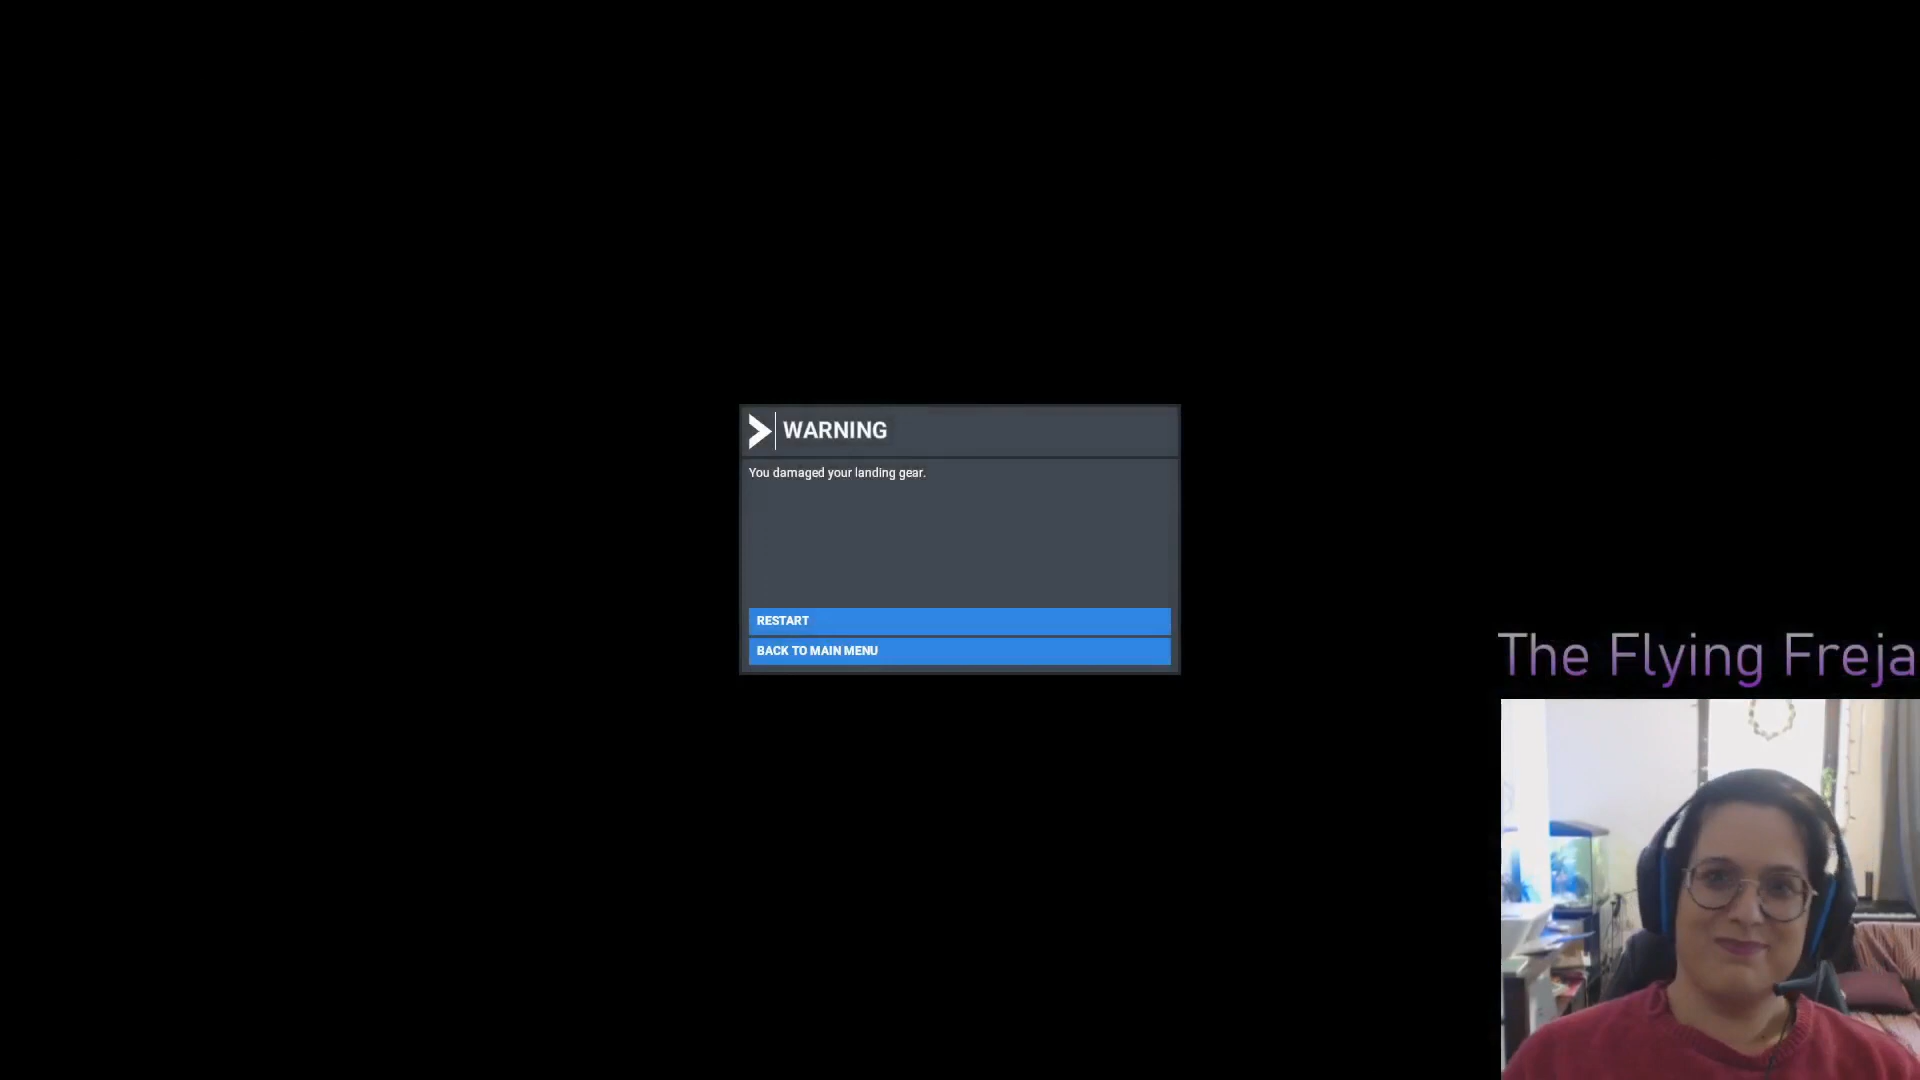 WARNING
You damaged your landing gear.
RESTART
BACK TO MAIN MENU
The Flying Freja